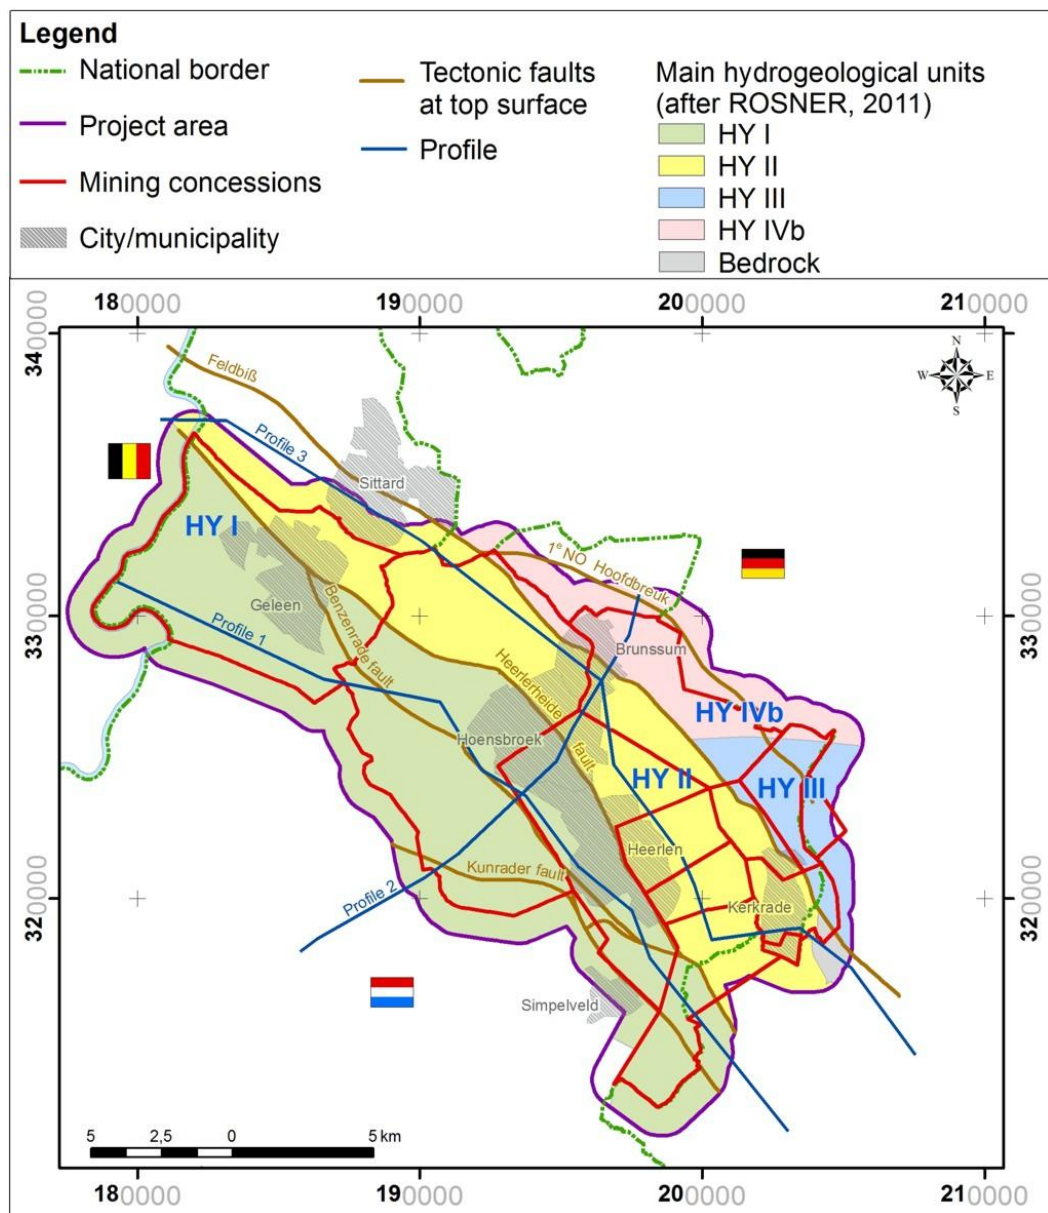 Legend
National border
Project area
Mining concessions
City/municipality
Tectonic faults
at top surface
Profile
Main hydrogeological units
(after ROSNER, 2011)
HY I
HY II
HY III
HY IVb
Bedrock
180000
190000
200000
210000
340000
330000
320000
330000
320000
N
W
E
S
Feldbiß
Profile 3
Sittard
HY I
1e NO Hoofdbreuk
Geleen
Benzenrade fault
Profile 1
Brunssum
Heerlerheide
fault
HY IVb
Hoensbroek
HY II
HY III
Heerlen
Kunrader fault
Profile 2
Kerkrade
Simpelveld
5
2,5
0
5 km
180000
190000
200000
210000